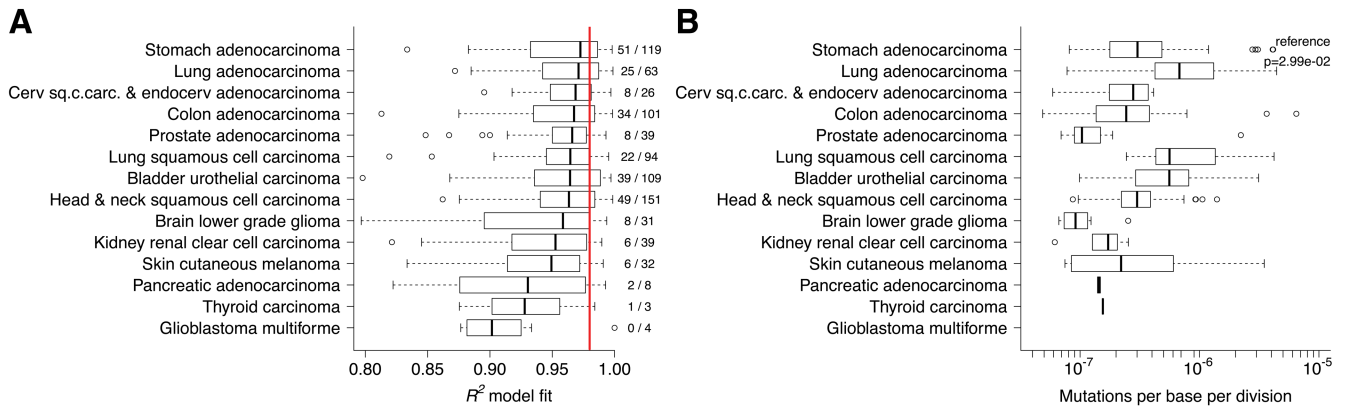 A
Stomach adenocarcinoma
51 / 119
Lung adenocarcinoma
25 / 63
Cerv sq.c.carc. & endocerv adenocarcinoma
8 / 26
Colon adenocarcinoma
34 / 101
Prostate adenocarcinoma
8 / 39
Lung squamous cell carcinoma
22 / 94
Bladder urothelial carcinoma
39 / 109
Head & neck squamous cell carcinoma
49 / 151
Brain lower grade glioma
8 / 31
Kidney renal clear cell carcinoma
6 / 39
Skin cutaneous melanoma
6 / 32
Pancreatic adenocarcinoma
2 / 8
Thyroid carcinoma
1 / 3
Glioblastoma multiforme
0 / 4
0.80 0.85 0.90 0.95 1.00
R² model fit
B
Stomach adenocarcinoma
reference
Lung adenocarcinoma
p=2.99e-02
Cerv sq.c.carc. & endocerv adenocarcinoma
Colon adenocarcinoma
Prostate adenocarcinoma
Lung squamous cell carcinoma
Bladder urothelial carcinoma
Head & neck squamous cell carcinoma
Brain lower grade glioma
Kidney renal clear cell carcinoma
Skin cutaneous melanoma
Pancreatic adenocarcinoma
Thyroid carcinoma
Glioblastoma multiforme
10⁻⁷ 10⁻⁶ 10⁻⁵
Mutations per base per division